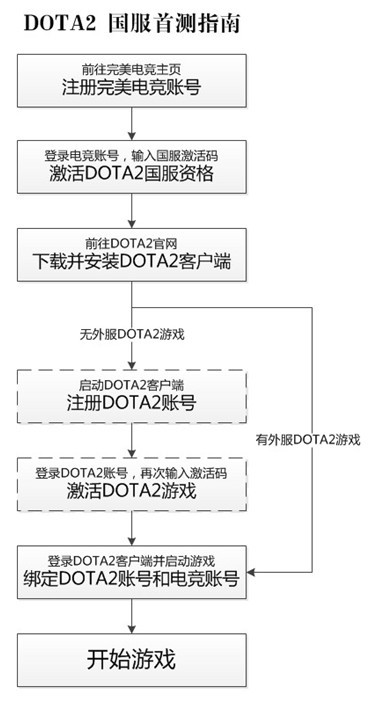 DOTA2 国服首测指南
前往完美电竞主页
注册完美电竞账号
登录电竞账号，输入国服激活码
激活DOTA2国服资格
前往DOTA2官网
下载并安装DOTA2客户端
无外服DOTA2游戏
启动DOTA2客户端
注册DOTA2账号
有外服DOTA2游戏
登录DOTA2账号，再次输入激活码
激活DOTA2游戏
登录DOTA2客户端并启动游戏
绑定DOTA2账号和电竞账号
开始游戏